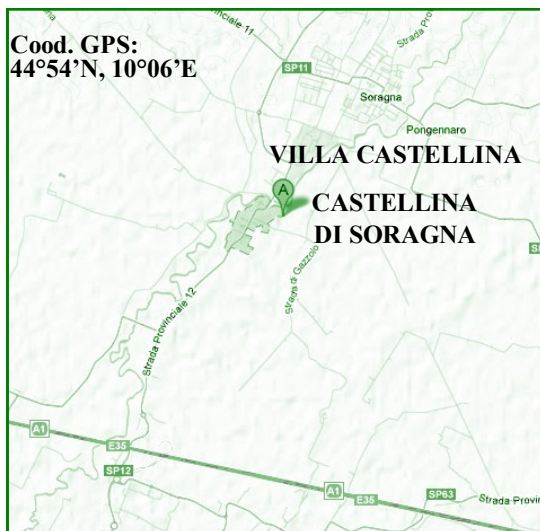 Cood. GPS:
44°54’N, 10°06’E
Strada Pro
Provinciale 11
SP11
Soragna
Pongennaro
VILLA CASTELLINA
A
CASTELLINA
DI SORAGNA
Strada di Gazzolo
Strada Provinciale 12
A1
E35
SP12
A1
E35
SP63
Strada Provin